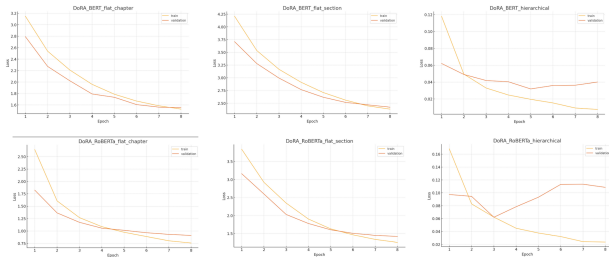 DoRA_BERT_flat_chapter
train
validation
3.2
3.0
2.8
2.6
2.4
2.2
2.0
1.8
1.6
Loss
1 2 3 4 5 6 7 8
Epoch
DoRA_BERT_flat_section
train
validation
4.25
4.00
3.75
3.50
3.25
3.00
2.75
2.50
Loss
1 2 3 4 5 6 7 8
Epoch
DoRA_BERT_hierarchical
train
validation
0.12
0.10
0.08
0.06
0.04
0.02
Loss
1 2 3 4 5 6 7 8
Epoch
DoRA_RoBERTa_flat_chapter
train
validation
2.50
2.25
2.00
1.75
1.50
1.25
1.00
0.75
Loss
1 2 3 4 5 6 7 8
Epoch
DoRA_RoBERTa_flat_section
train
validation
3.5
3.0
2.5
2.0
1.5
Loss
1 2 3 4 5 6 7 8
Epoch
DoRA_RoBERTa_hierarchical
train
validation
0.16
0.14
0.12
0.10
0.08
0.06
0.04
0.02
Loss
1 2 3 4 5 6 7 8
Epoch